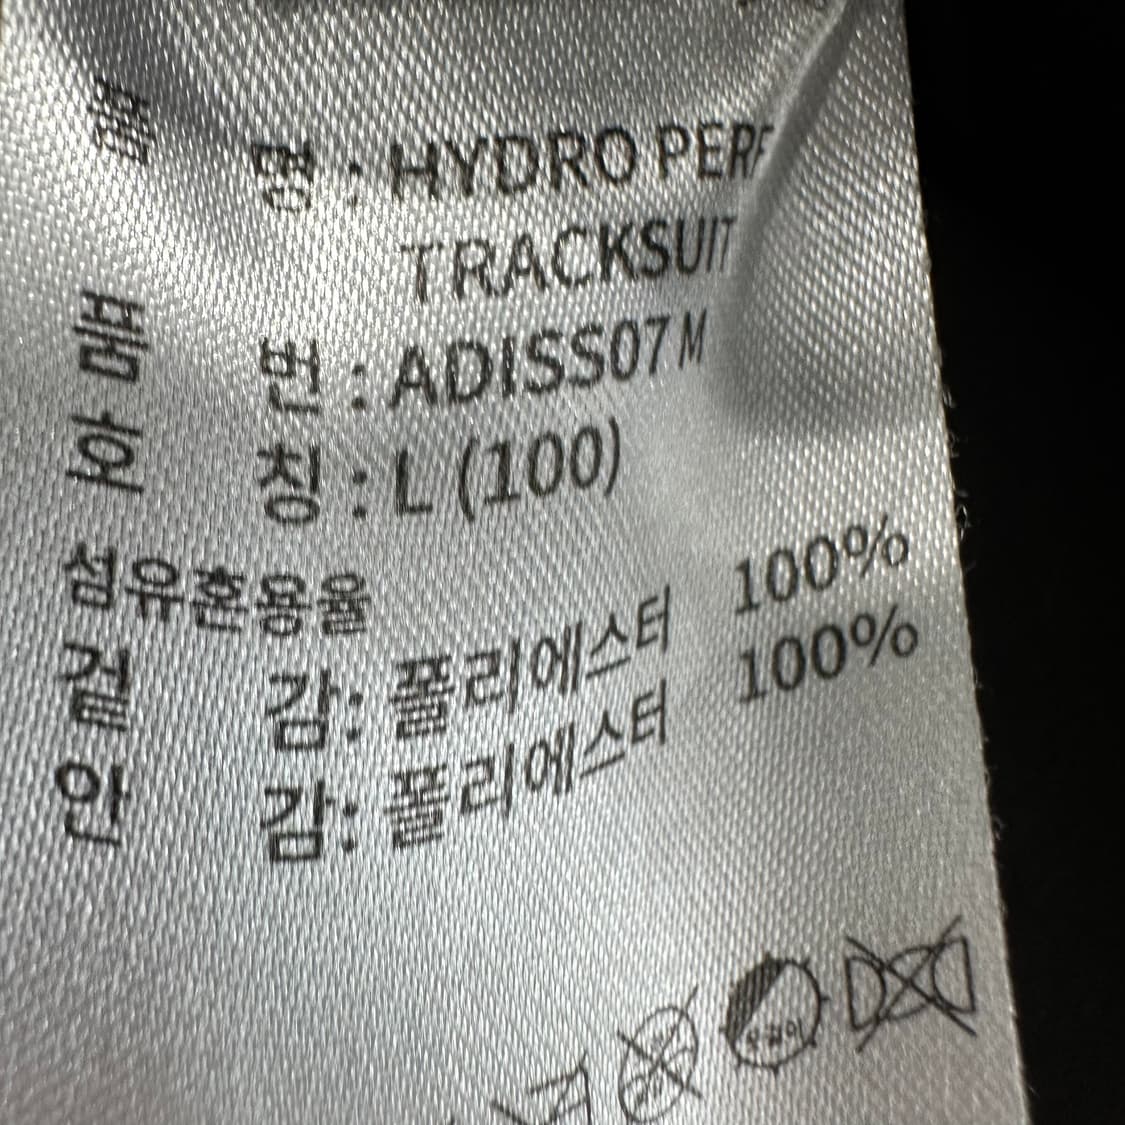 품 명 : HYDRO PERF
TRACKSUIT
품 번 : ADISS07M
호 칭 : L (100)
섬유혼용율
겉 감: 폴리에스터 100%
안 감: 폴리에스터 100%